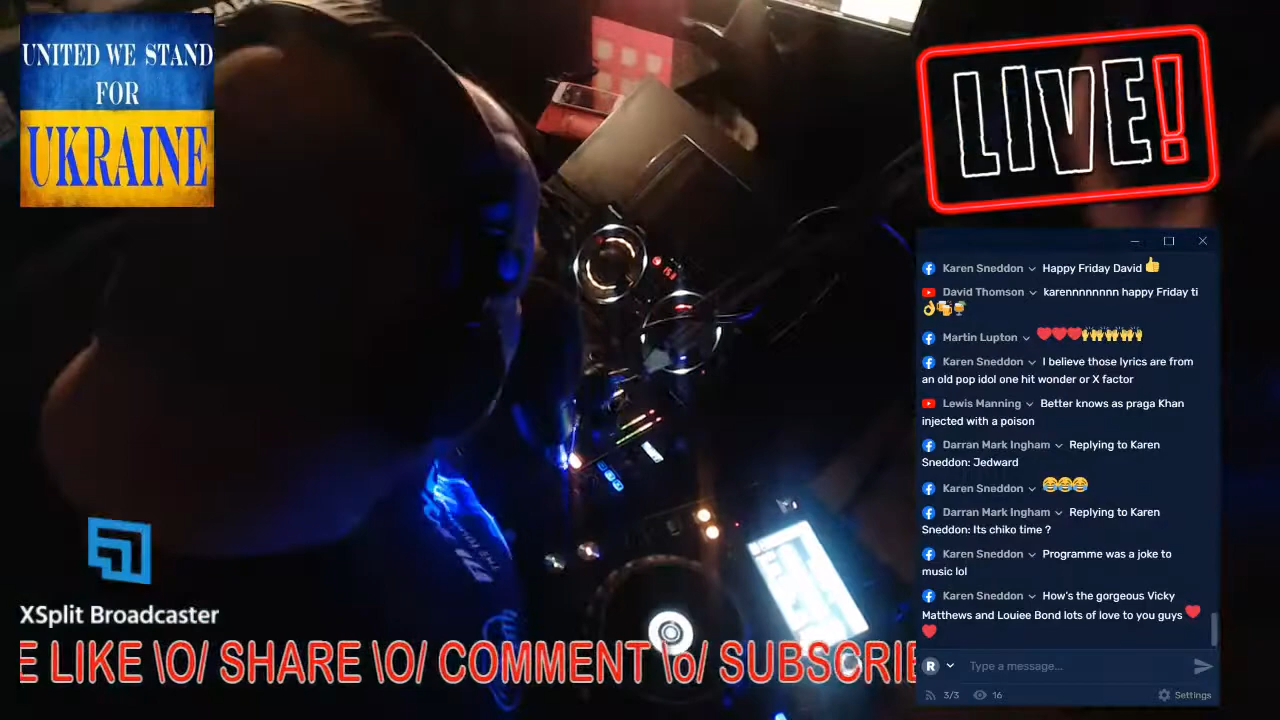 UNITED WE STAND
FOR
UKRAINE
LIVE!
Karen Sneddon Happy Friday David 👍
David Thomson karennnnnnnn happy Friday ti
👌🍻🍹
Martin Lupton ❤❤❤🙌🙌🙌🙌
Karen Sneddon I believe those lyrics are from
an old pop idol one hit wonder or X factor
Lewis Manning Better knows as praga Khan
injected with a poison
Darran Mark Ingham Replying to Karen
Sneddon: Jedward
Karen Sneddon 😂😂😂
Darran Mark Ingham Replying to Karen
Sneddon: Its chiko time ?
Karen Sneddon Programme was a joke to
music lol
Karen Sneddon How's the gorgeous Vicky
Matthews and Louiee Bond lots of love to you guys ❤
❤
R Type a message...
3/3 16 Settings
XSplit Broadcaster
E LIKE \O/ SHARE \O/ COMMENT \o/ SUBSCRIBE